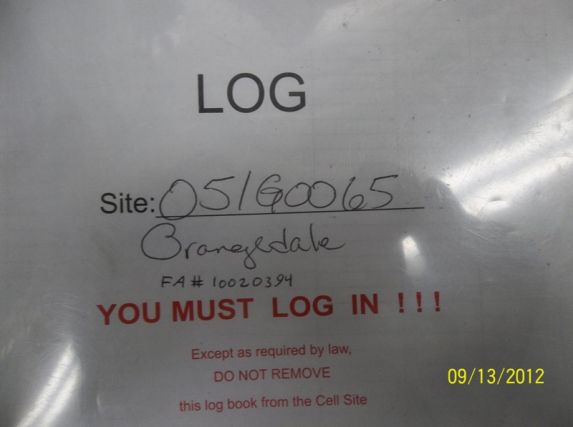 LOG
Site: 051G0065
Orangedale
FA# 10020394
YOU MUST LOG IN !!!
Except as required by law,
DO NOT REMOVE
this log book from the Cell Site
09/13/2012